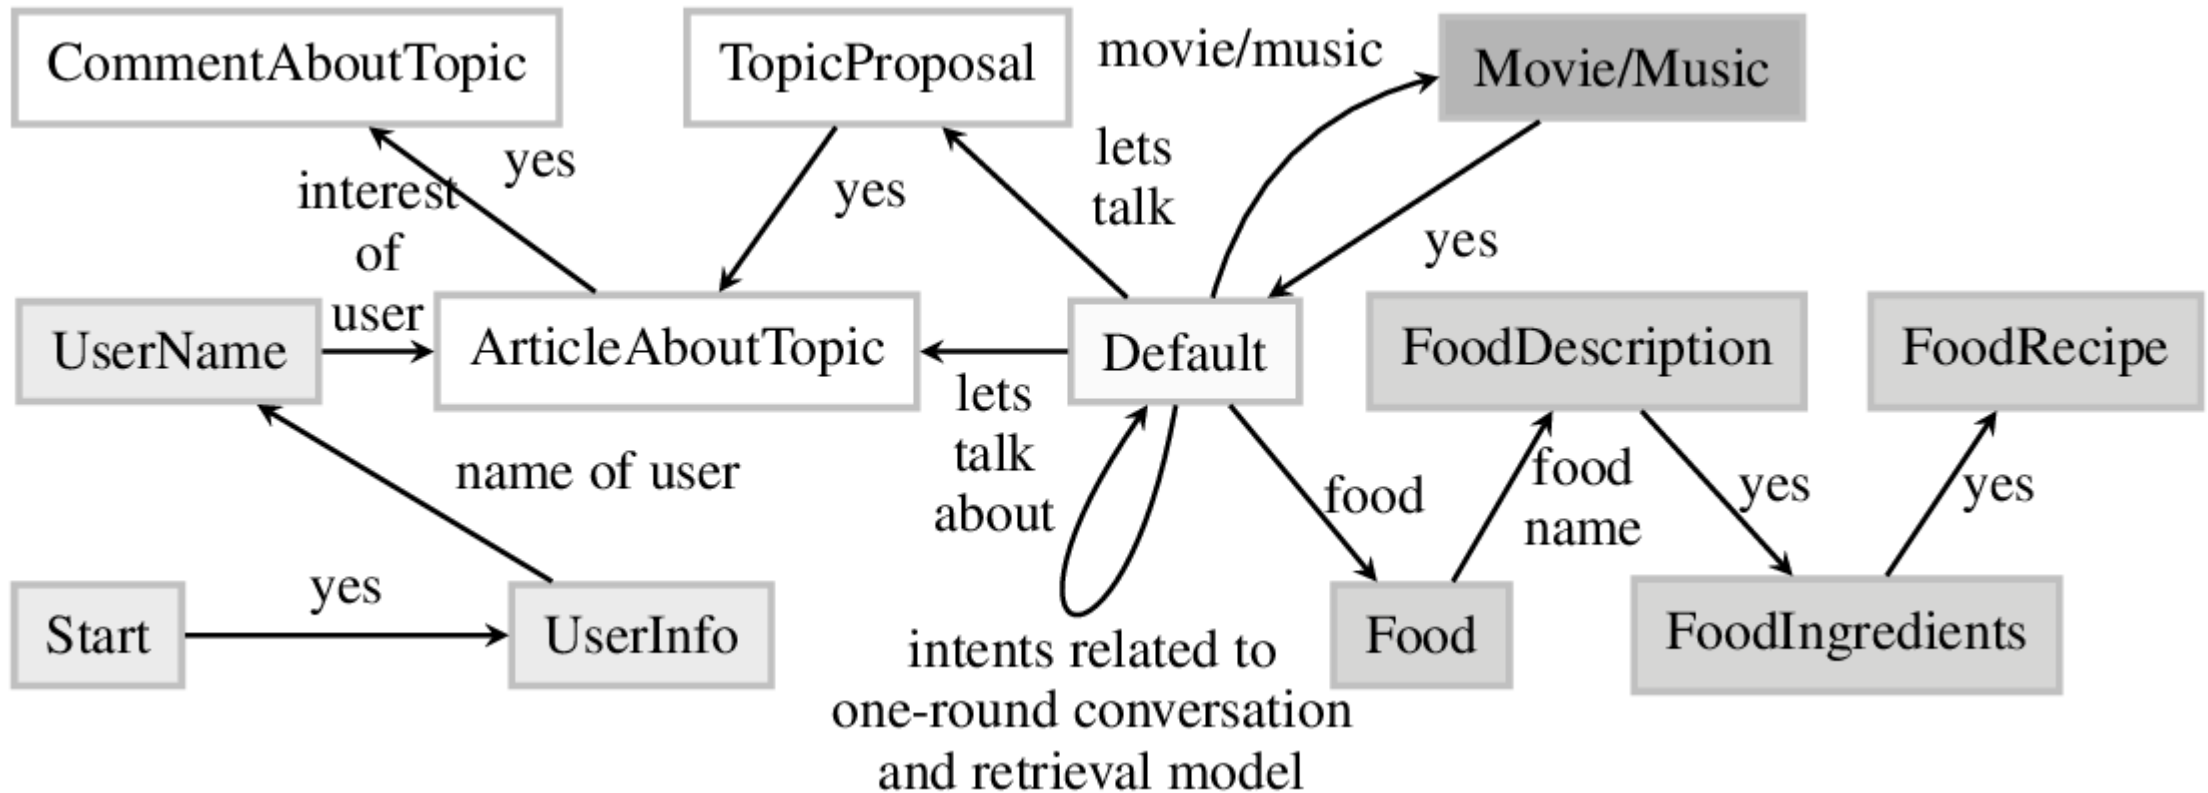 CommentAboutTopic
TopicProposal
movie/music
Movie/Music
yes
interest
of
user
yes
lets
talk
yes
UserName
ArticleAboutTopic
Default
FoodDescription
FoodRecipe
lets
talk
about
name of user
food
food
name
yes
yes
Start
yes
UserInfo
Food
FoodIngredients
intents related to
one-round conversation
and retrieval model